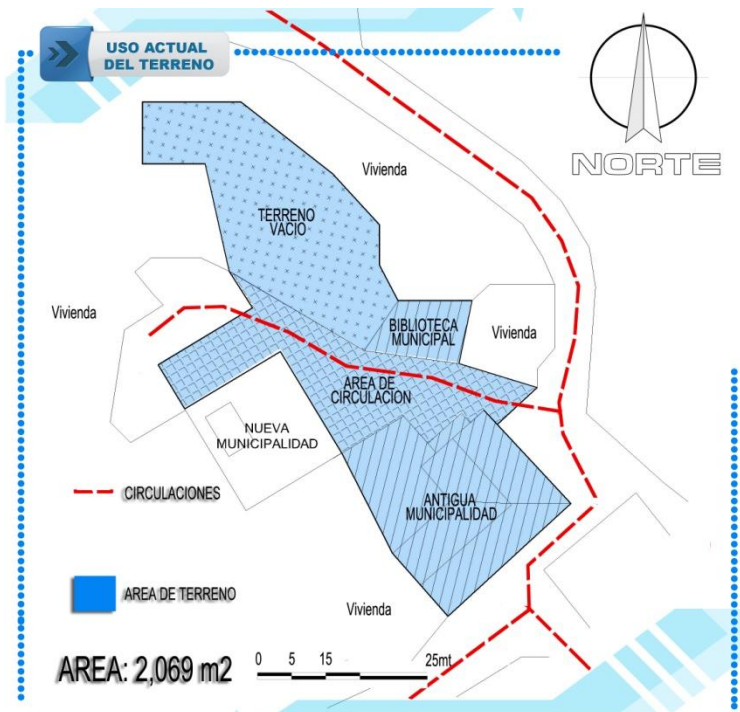 USO ACTUAL
DEL TERRENO
NORTE
Vivienda
TERRENO
VACIO
Vivienda
BIBLIOTECA
MUNICIPAL
Vivienda
AREA DE
CIRCULACION
NUEVA
MUNICIPALIDAD
CIRCULACIONES
ANTIGUA
MUNICIPALIDAD
AREA DE TERRENO
Vivienda
AREA: 2,069 m2
0 5 15 25mt